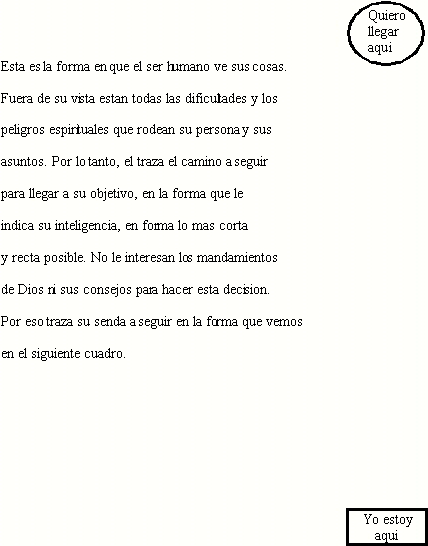 Quiero
llegar
aqui
Esta es la forma en que el ser humano ve sus cosas.
Fuera de su vista estan todas las dificultades y los
peligros espirituales que rodean su persona y sus
asuntos. Por lo tanto, el traza el camino a seguir
para llegar a su objetivo, en la forma que le
indica su inteligencia, en forma lo mas corta
y recta posible. No le interesan los mandamientos
de Dios ni sus consejos para hacer esta decision.
Por eso traza su senda a seguir en la forma que vemos
en el siguiente cuadro.
Yo estoy
aqui